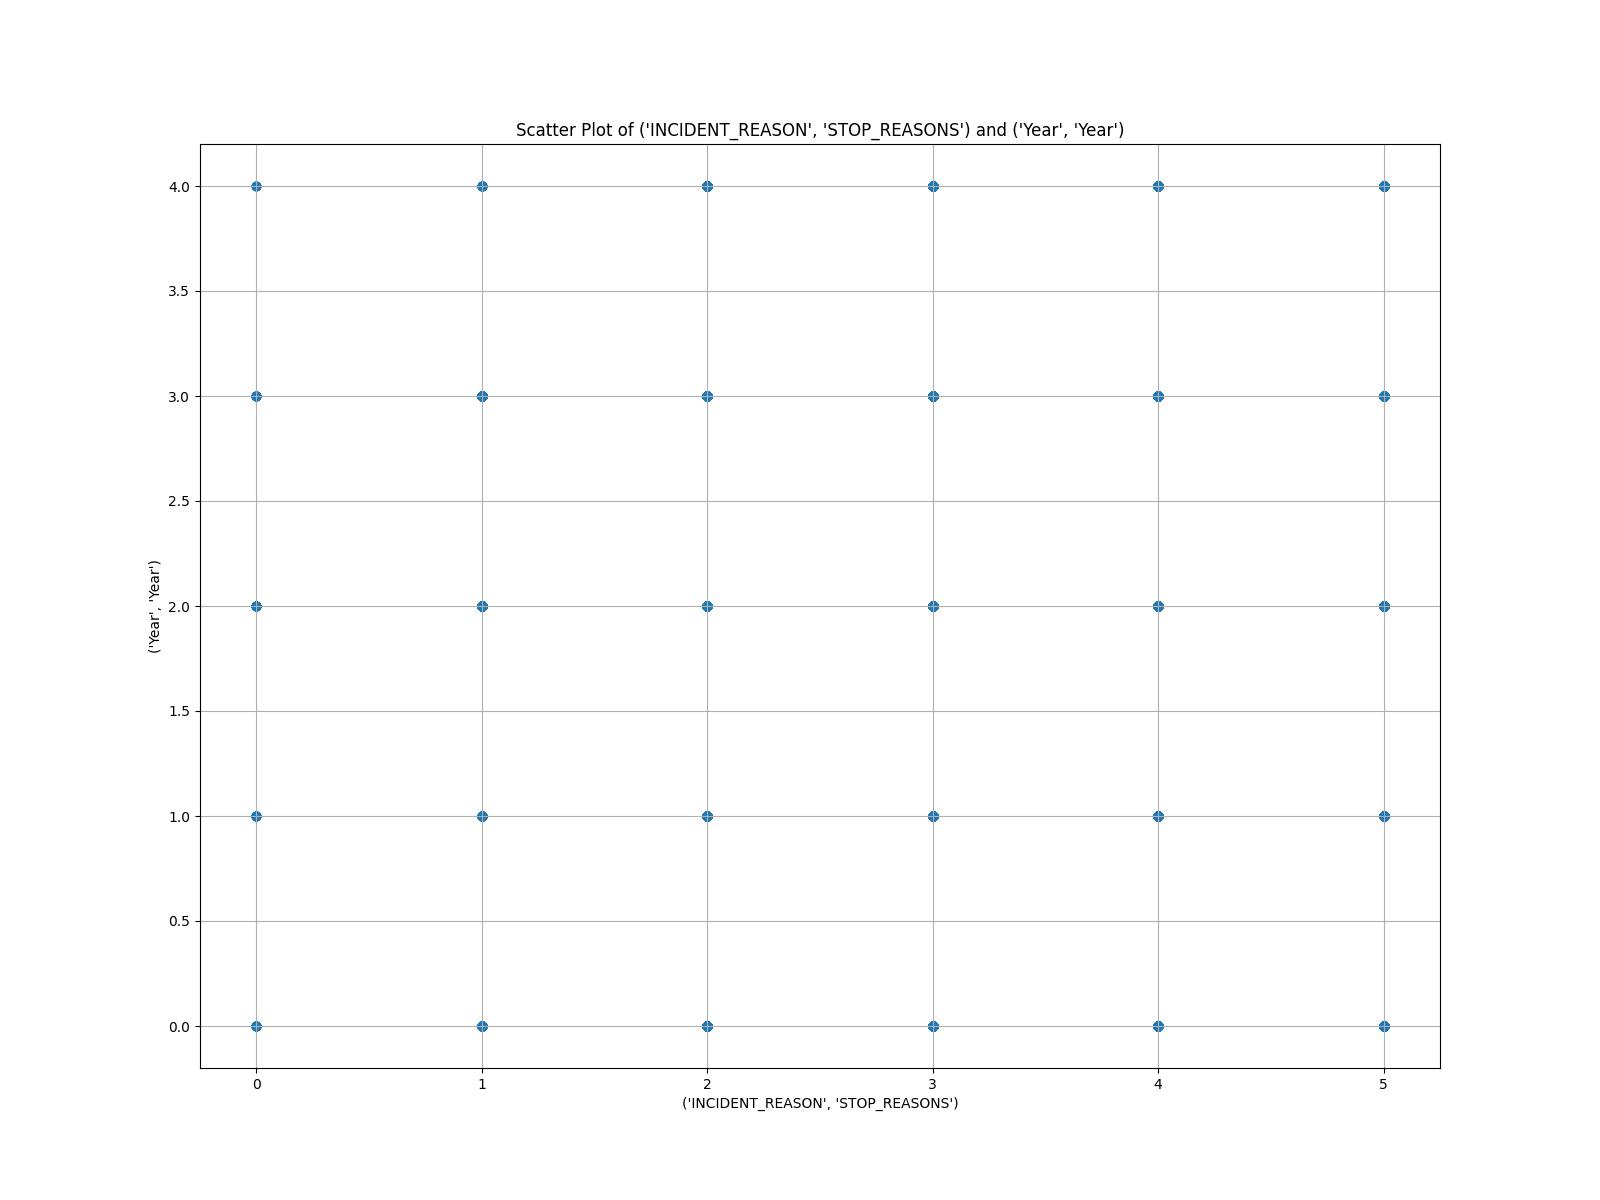 Scatter Plot of ('INCIDENT_REASON', 'STOP_REASONS') and ('Year', 'Year')
4.0
3.5
3.0
2.5
2.0
1.5
1.0
0.5
0.0
('Year', 'Year')
0 1 2 3 4 5
('INCIDENT_REASON', 'STOP_REASONS')